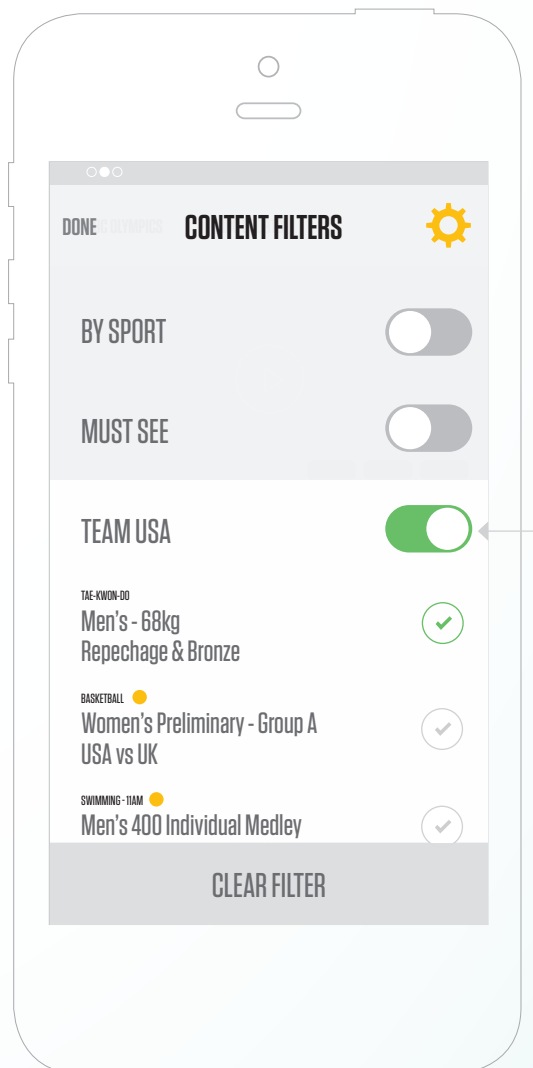 DONE
CONTENT FILTERS
BY SPORT
MUST SEE
TEAM USA
TAE-KWON-DO
Men's - 68kg
Repechage & Bronze
BASKETBALL
Women's Preliminary - Group A
USA vs UK
SWIMMING - 11AM
Men's 400 Individual Medley
CLEAR FILTER